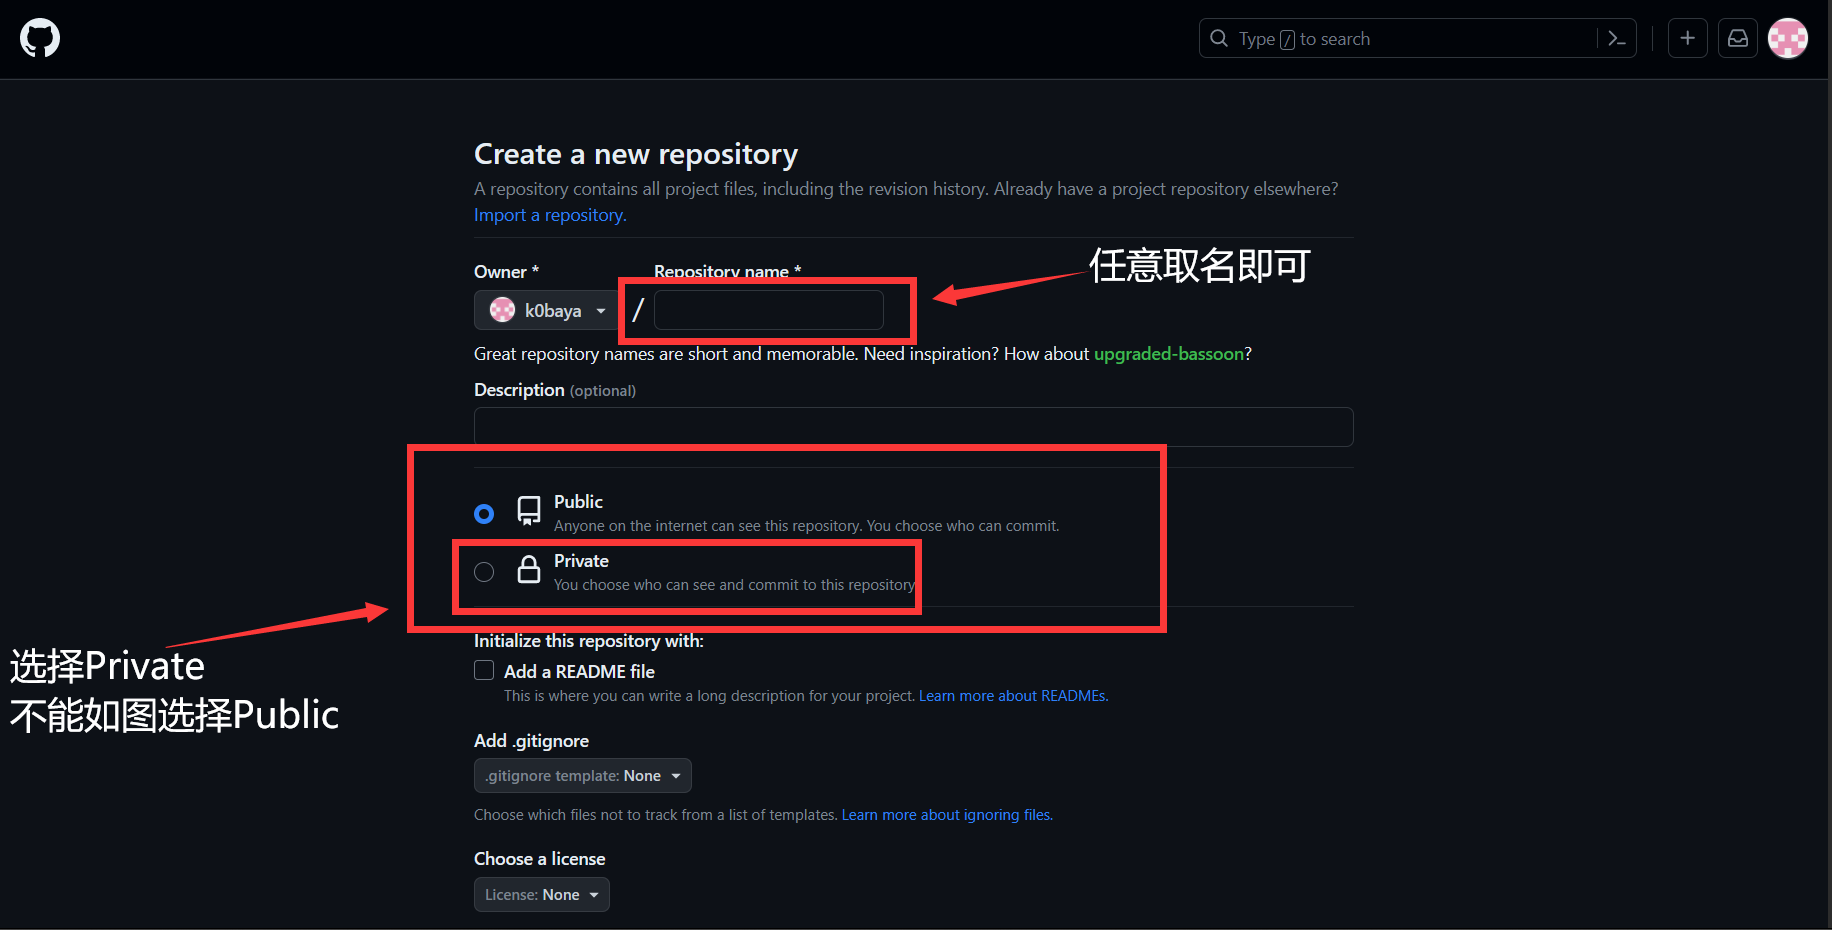 Type / to search
Create a new repository
A repository contains all project files, including the revision history. Already have a project repository elsewhere?
Import a repository.
任意取名即可
Owner * Repository name *
k0baya /
Great repository names are short and memorable. Need inspiration? How about upgraded-bassoon?
Description (optional)
Public
Anyone on the internet can see this repository. You choose who can commit.
Private
You choose who can see and commit to this repository
选择Private
不能如图选择Public
Initialize this repository with:
Add a README file
This is where you can write a long description for your project. Learn more about READMEs.
Add .gitignore
.gitignore template: None
Choose which files not to track from a list of templates. Learn more about ignoring files.
Choose a license
License: None